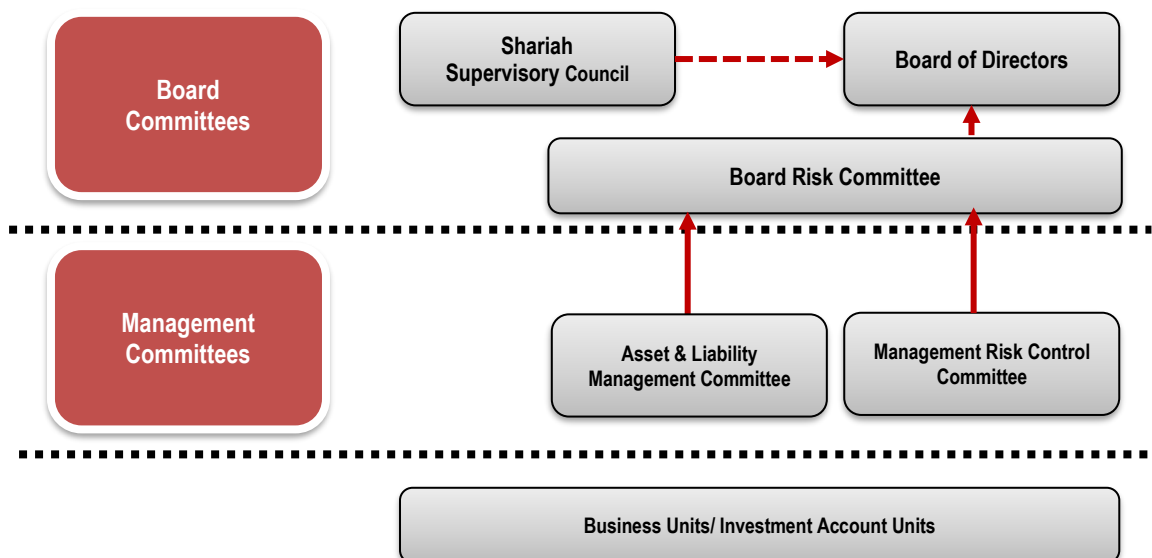 Board
Committees
Shariah
Supervisory Council
Board of Directors
Board Risk Committee
Management
Committees
Asset & Liability
Management Committee
Management Risk Control
Committee
Business Units/ Investment Account Units